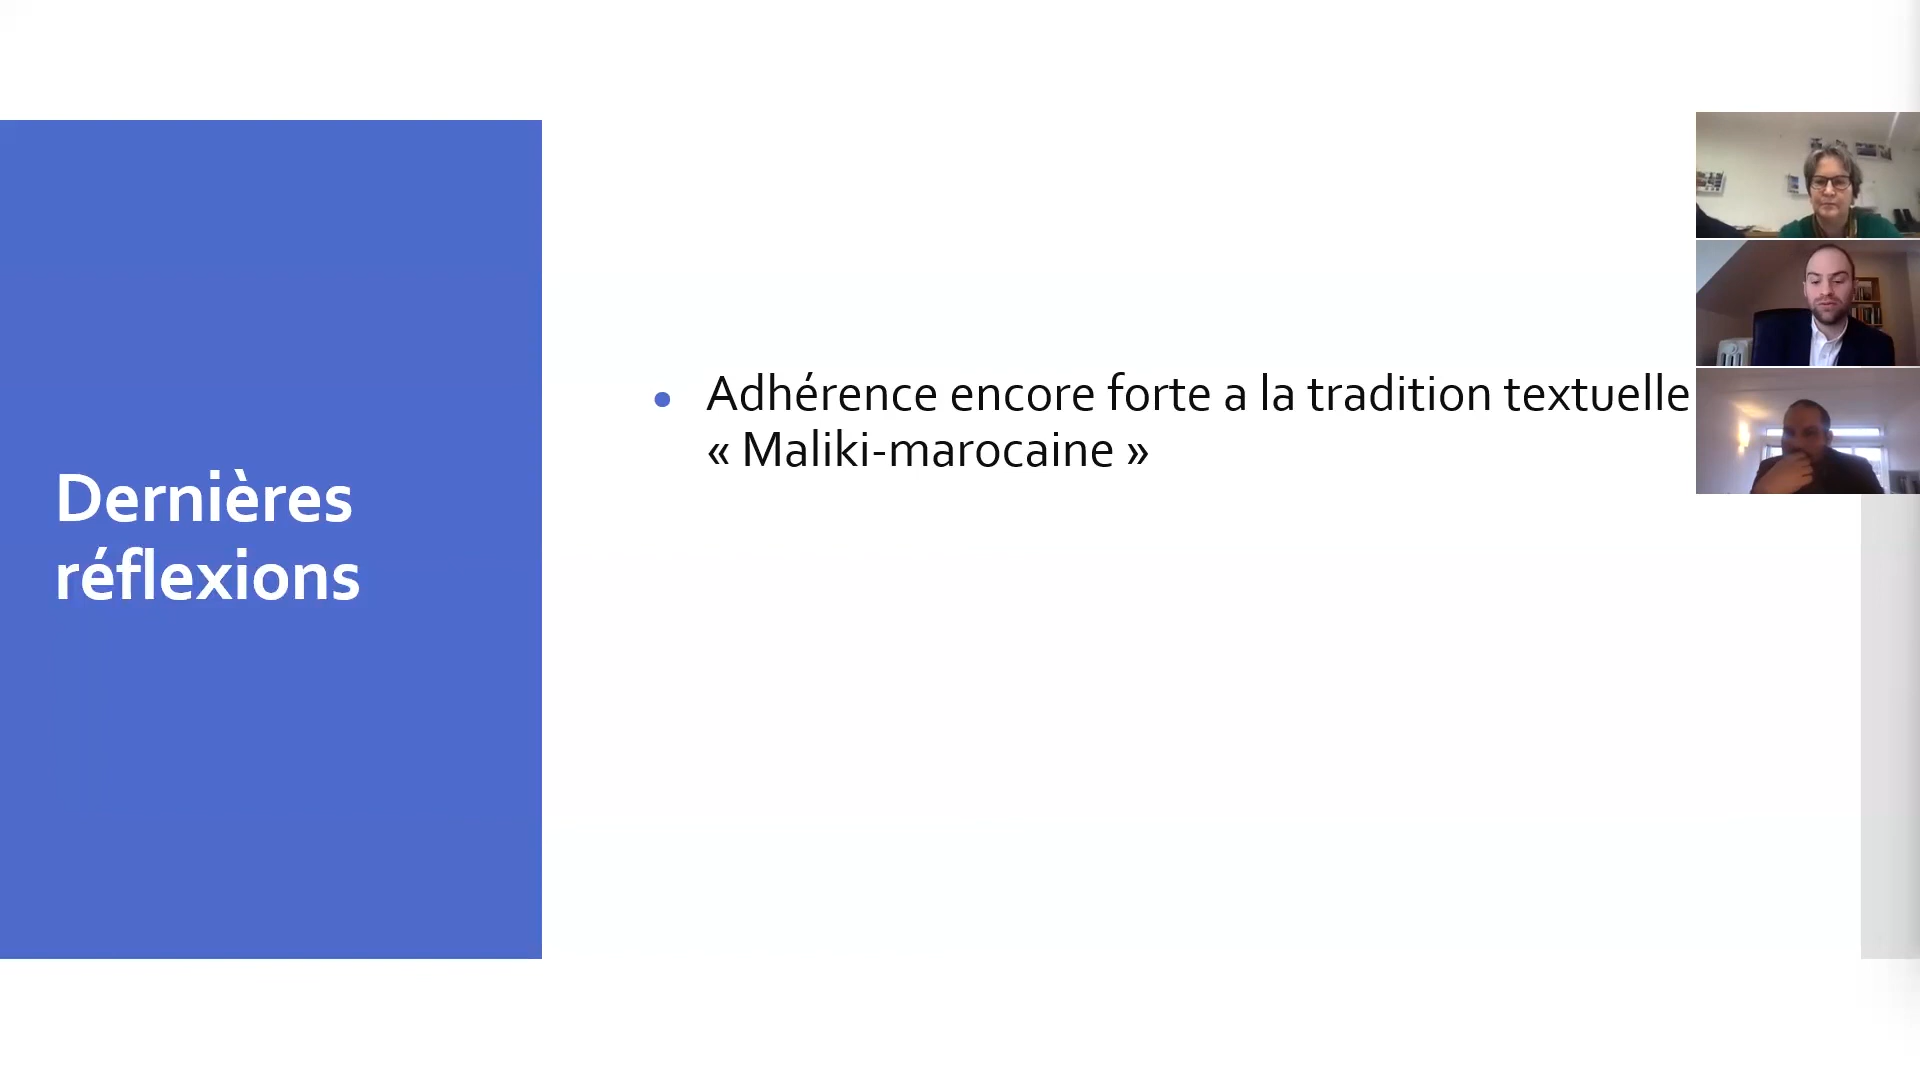 Dernières
réflexions
• Adhérence encore forte a la tradition textuelle
« Maliki-marocaine »